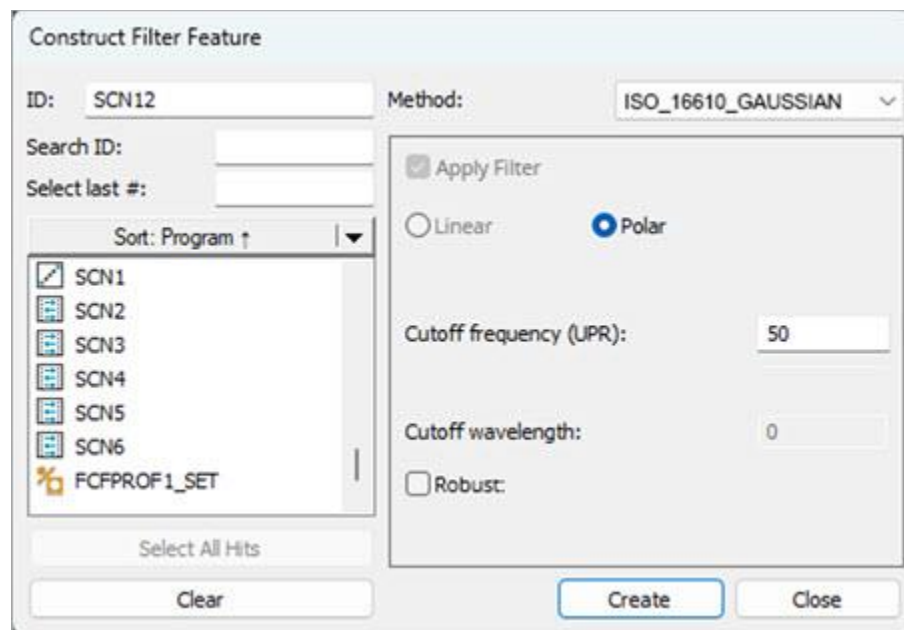 Construct Filter Feature
ID: SCN12
Method: ISO_16610_GAUSSIAN
Search ID:
Select last #:
Sort: Program ↑
SCN1
SCN2
SCN3
SCN4
SCN5
SCN6
FCFPROF1_SET
Select All Hits
Clear
Apply Filter
Linear Polar
Cutoff frequency (UPR): 50
Cutoff wavelength: 0
Robust:
Create Close